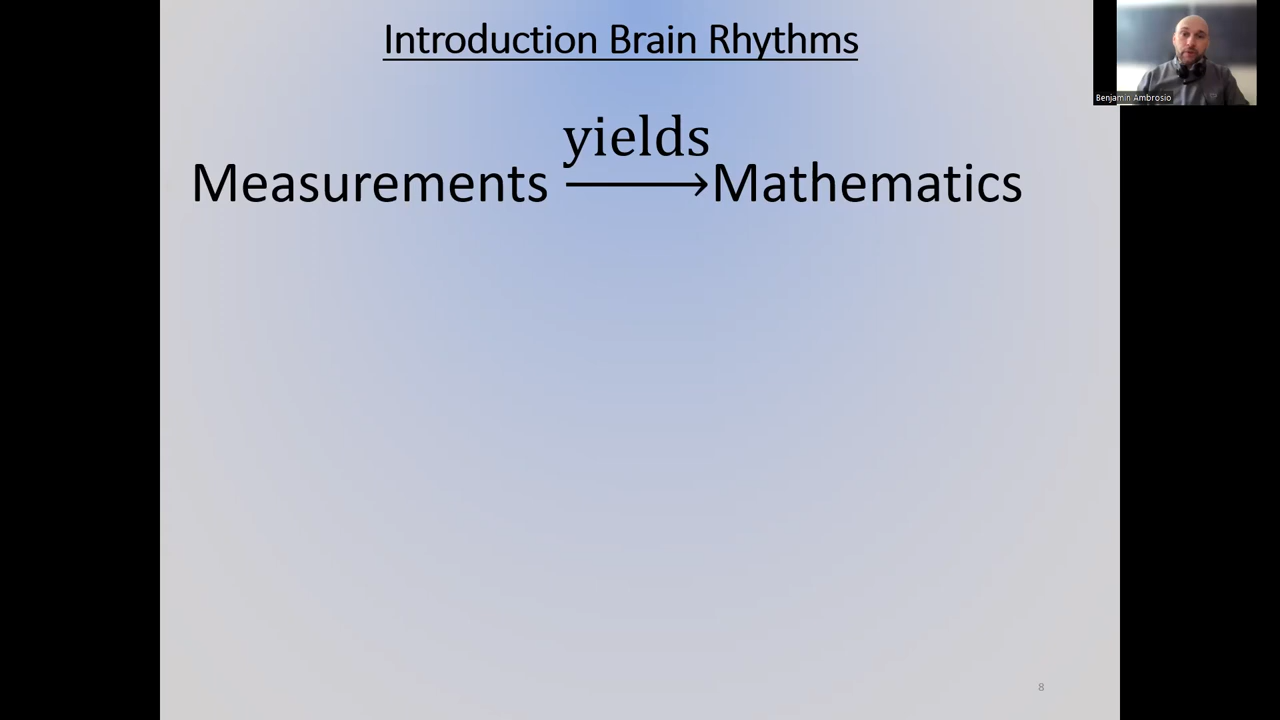 Introduction Brain Rhythms
Benjamin Ambrosio
yields
Measurements ⟶ Mathematics
8